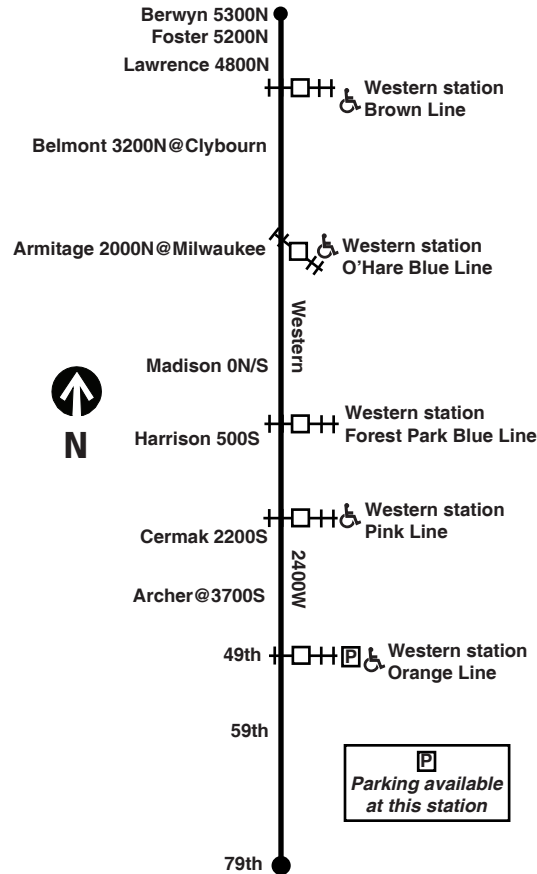 Berwyn 5300N
Foster 5200N
Lawrence 4800N
Western station
Brown Line
Belmont 3200N@Clybourn
Armitage 2000N@Milwaukee
Western station
O'Hare Blue Line
Western
Madison 0N/S
N
Western station
Forest Park Blue Line
Harrison 500S
Western station
Pink Line
Cermak 2200S
2400W
Archer@3700S
49th
P
Western station
Orange Line
59th
P
Parking available
at this station
79th